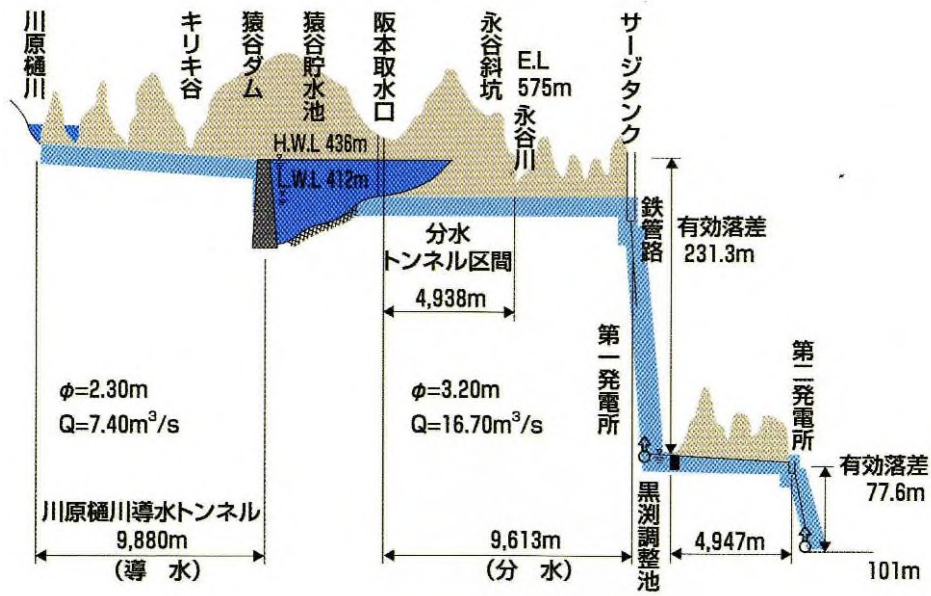 川原樋川
キリキ谷
猿谷ダム
猿谷貯水池
阪本取水口
永谷斜坑
E.L
575m
永谷川
サージタンク
H.W.L 436m
L.W.L 412m
鉄管路
有効落差
231.3m
分水
トンネル区間
4,938m
第一発電所
第二発電所
φ=2.30m
Q=7.40m³/s
φ=3.20m
Q=16.70m³/s
有効落差
77.6m
川原樋川導水トンネル
9,880m
(導 水)
9,613m
(分 水)
黒渕調整池
4,947m
101m